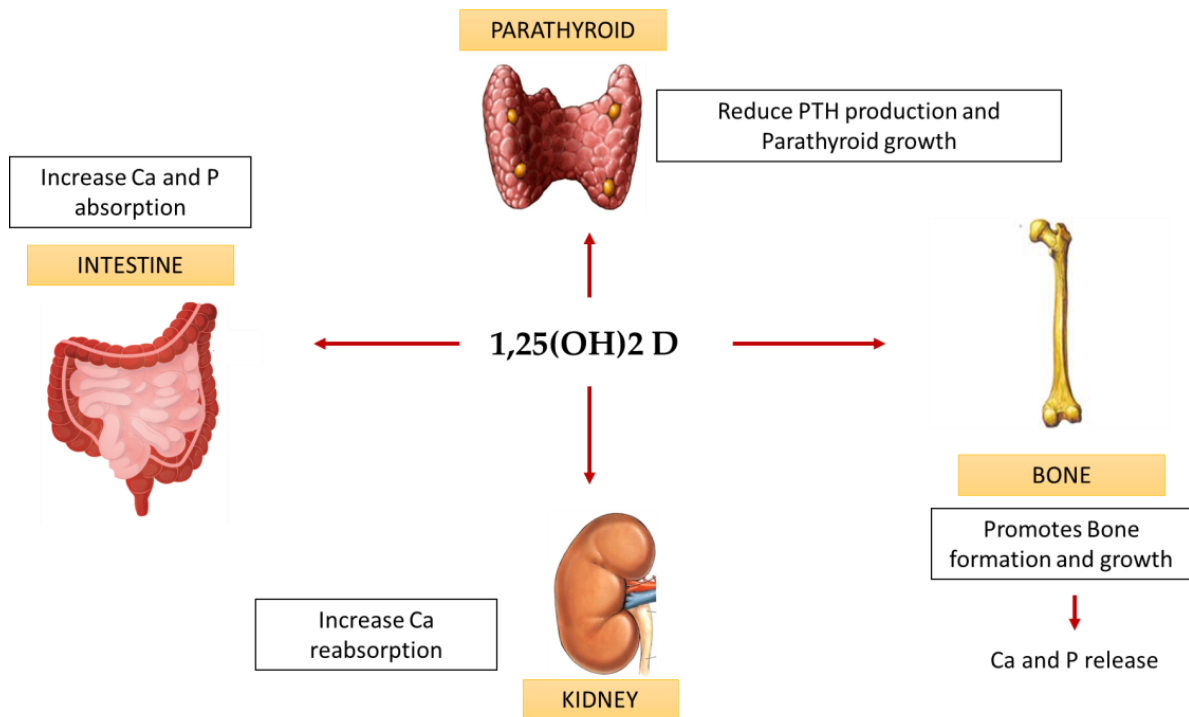 PARATHYROID
Reduce PTH production and
Parathyroid growth
Increase Ca and P
absorption
INTESTINE
1,25(OH)2 D
BONE
Promotes Bone
formation and growth
Ca and P release
Increase Ca
reabsorption
KIDNEY